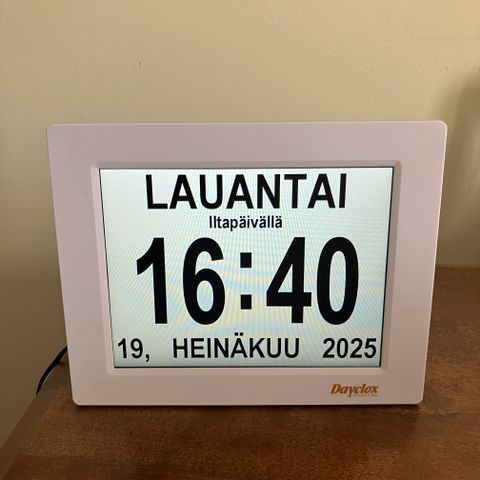 LAUANTAI
Iltapäivällä
16:40
19, HEINÄKUU 2025
Dayclox